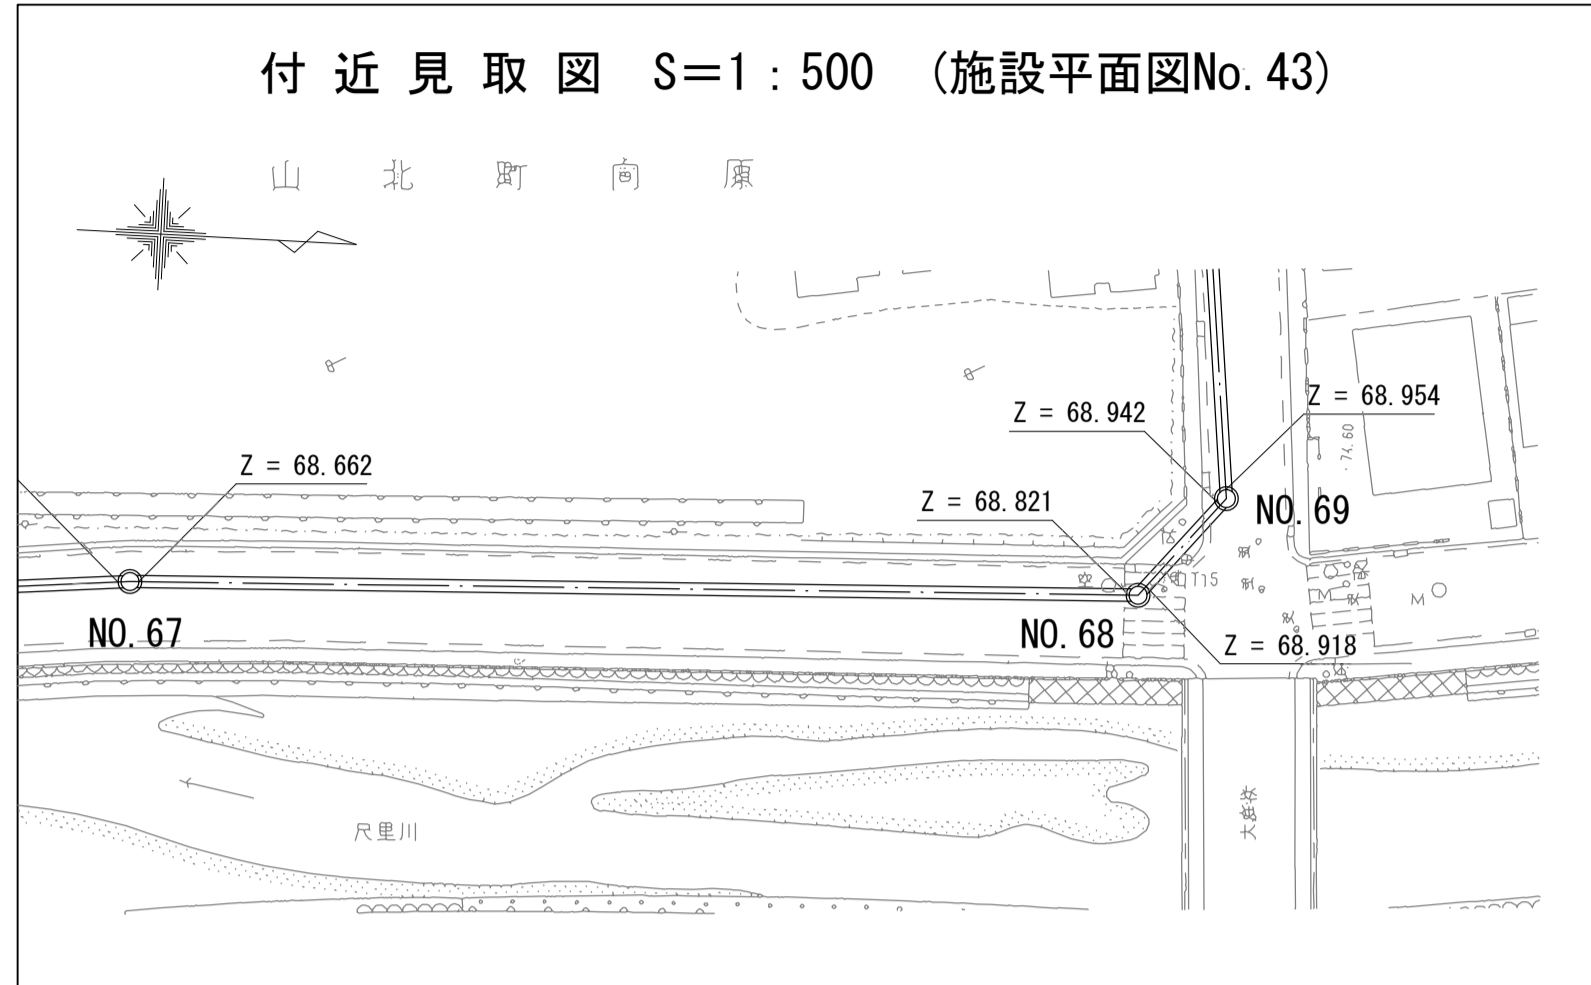 付近見取図 S=1:500 (施設平面図No.43)
山北町向原
Z = 68.954
Z = 68.942
74.60
Z = 68.662
Z = 68.821
NO.69
NO.67
NO.68
Z = 68.918
M
M
尺里川